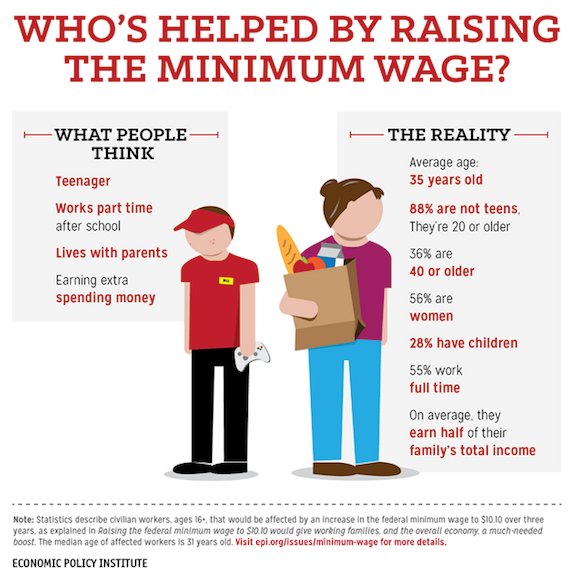 WHO'S HELPED BY RAISING
THE MINIMUM WAGE?
WHAT PEOPLE
THINK
Teenager
Works part time
after school
Lives with parents
Earning extra
spending money
THE REALITY
Average age:
35 years old
88% are not teens.
They're 20 or older
36% are
40 or older
56% are
women
28% have children
55% work
full time
On average, they
earn half of their
family's total income
Note: Statistics describe civilian workers, ages 16+, that would be affected by an increase in the federal minimum wage to $10.10 over three
years, as explained in Raising the federal minimum wage to $10.10 would give working families, and the overall economy, a much-needed
boost. The median age of affected workers is 31 years old. Visit epi.org/issues/minimum-wage for more details.
ECONOMIC POLICY INSTITUTE